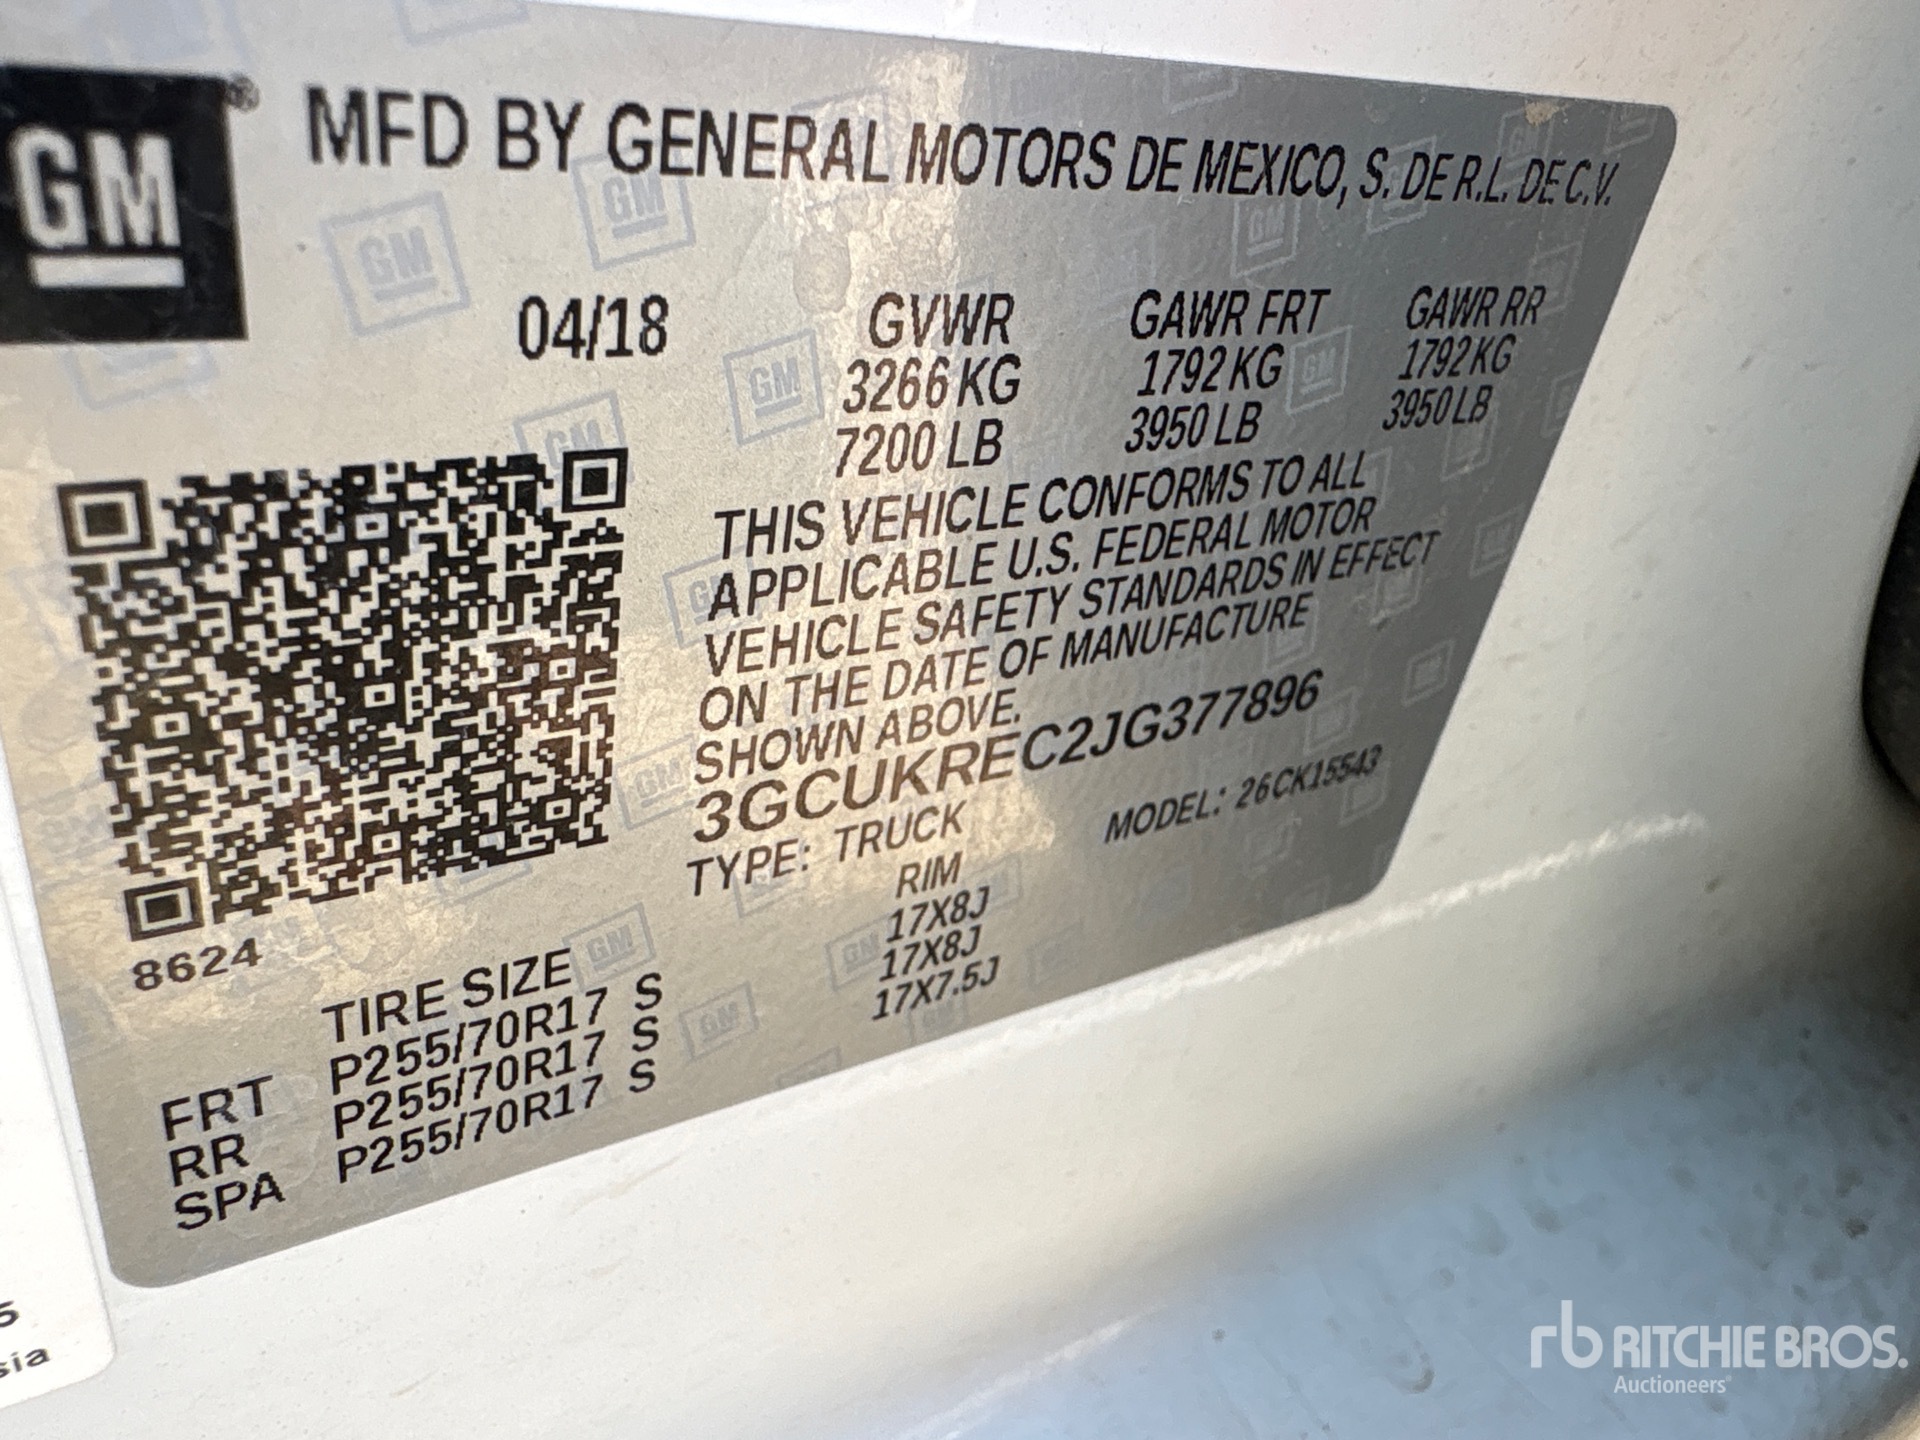 GM ® MFD BY GENERAL MOTORS DE MEXICO, S. DE R.L. DE C.V.
04/18 GVWR GAWR FRT GAWR RR
3266 KG 1792 KG 1792 KG
7200 LB 3950 LB 3950 LB
THIS VEHICLE CONFORMS TO ALL
APPLICABLE U.S. FEDERAL MOTOR
VEHICLE SAFETY STANDARDS IN EFFECT
ON THE DATE OF MANUFACTURE
SHOWN ABOVE.
3GCUKREC2JG377896
TYPE: TRUCK MODEL: 26CK15543
8624
TIRE SIZE RIM
FRT P255/70R17 S 17X8J
RR P255/70R17 S 17X8J
SPA P255/70R17 S 17X7.5J
rb RITCHIE BROS.
Auctioneers